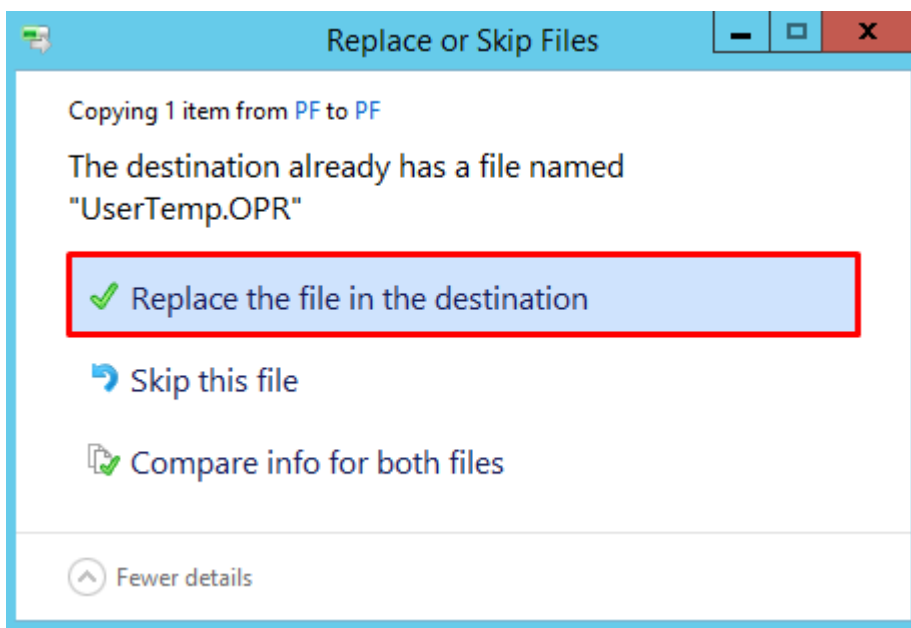 Replace or Skip Files
Copying 1 item from PF to PF
The destination already has a file named
"UserTemp.OPR"
Replace the file in the destination
Skip this file
Compare info for both files
Fewer details